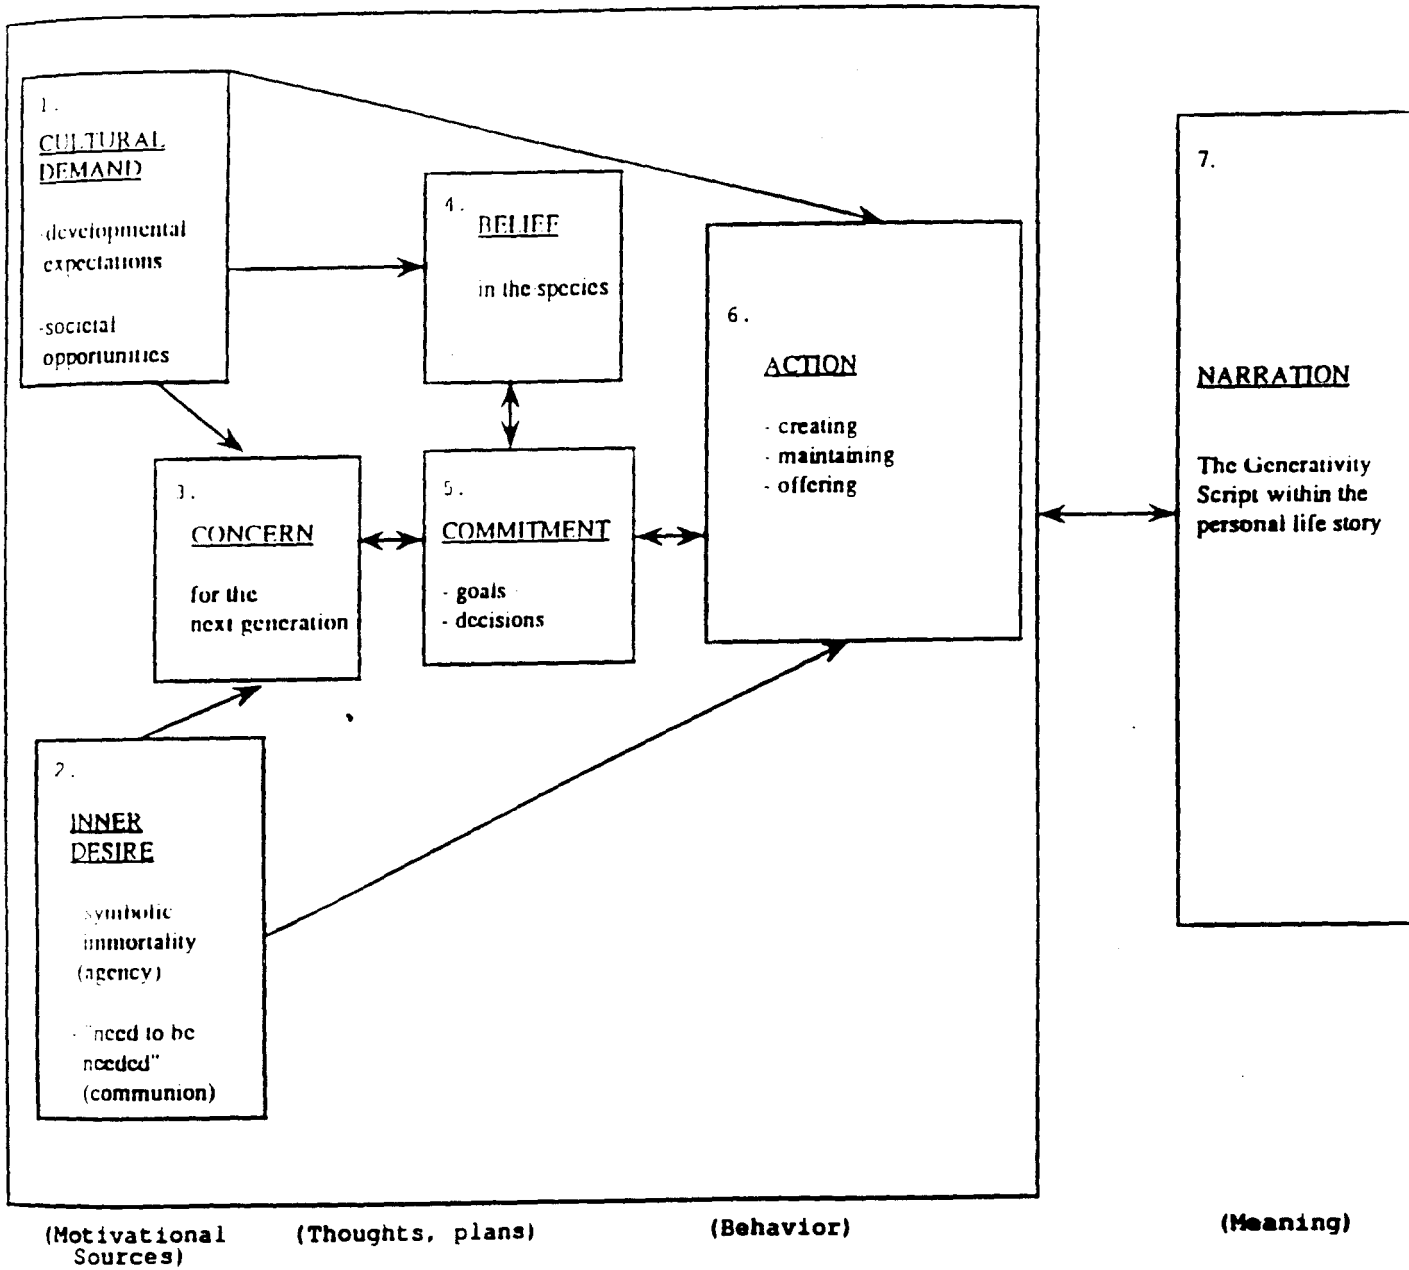 1.
CULTURAL
DEMAND
-developmental
expectations
-societal
opportunities
4.
BELIEF
in the species
3.
CONCERN
for the
next generation
5.
COMMITMENT
- goals
- decisions
6.
ACTION
- creating
- maintaining
- offering
7.
NARRATION
The Generativity
Script within the
personal life story
2.
INNER
DESIRE
symbolic
immortality
(agency)
- "need to be
needed"
(communion)
(Motivational
Sources)
(Thoughts, plans)
(Behavior)
(Meaning)